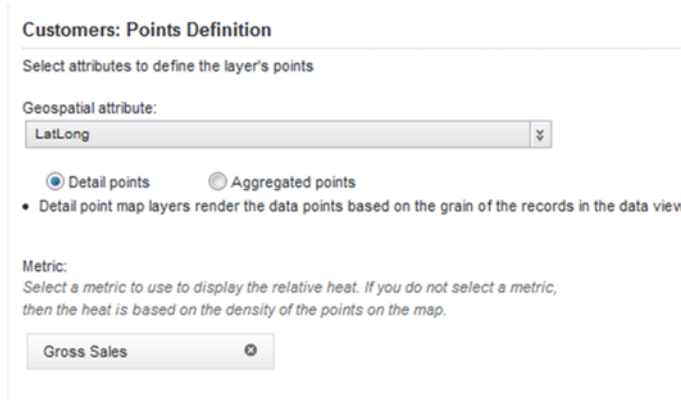 Customers: Points Definition
Select attributes to define the layer's points
Geospatial attribute:
LatLong
Detail points Aggregated points
• Detail point map layers render the data points based on the grain of the records in the data view
Metric:
Select a metric to use to display the relative heat. If you do not select a metric,
then the heat is based on the density of the points on the map.
Gross Sales